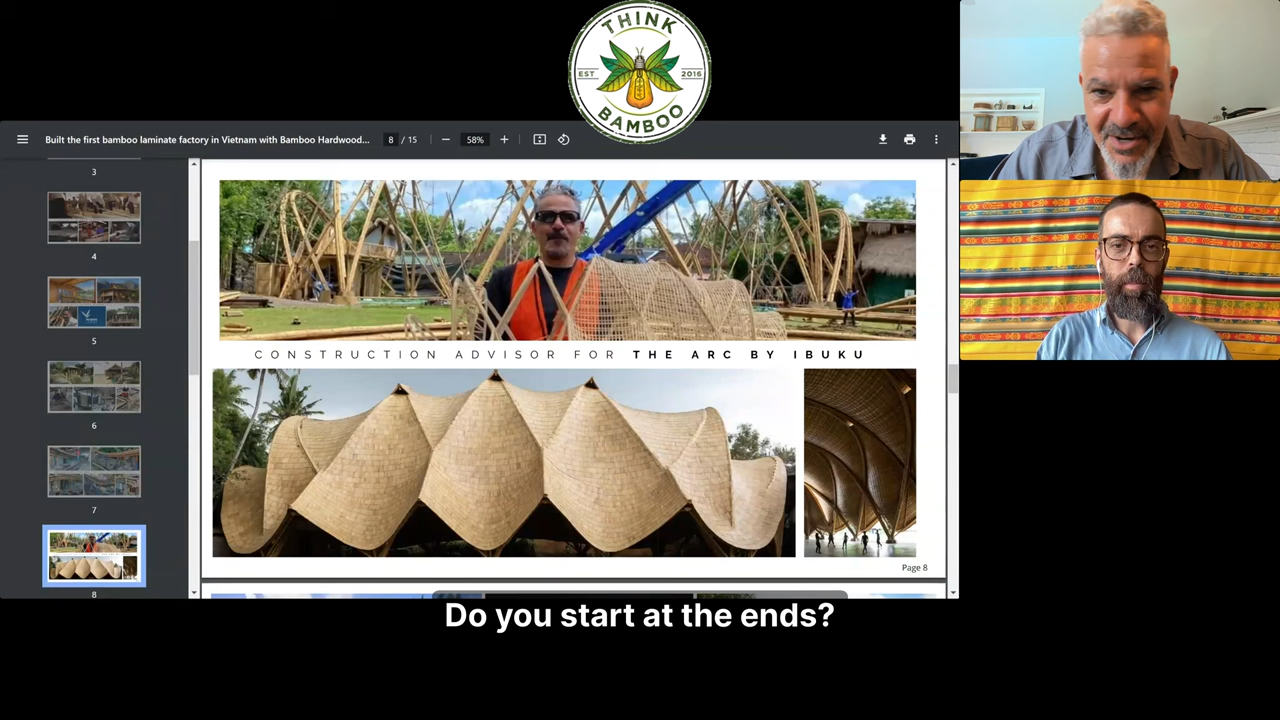 THINK
EST 2016
BAMBOO
Built the first bamboo laminate factory in Vietnam with Bamboo Hardwood... 8 / 15 58%
3
4
5
6
7
8
CONSTRUCTION ADVISOR FOR THE ARC BY IBUKU
Page 8
Do you start at the ends?